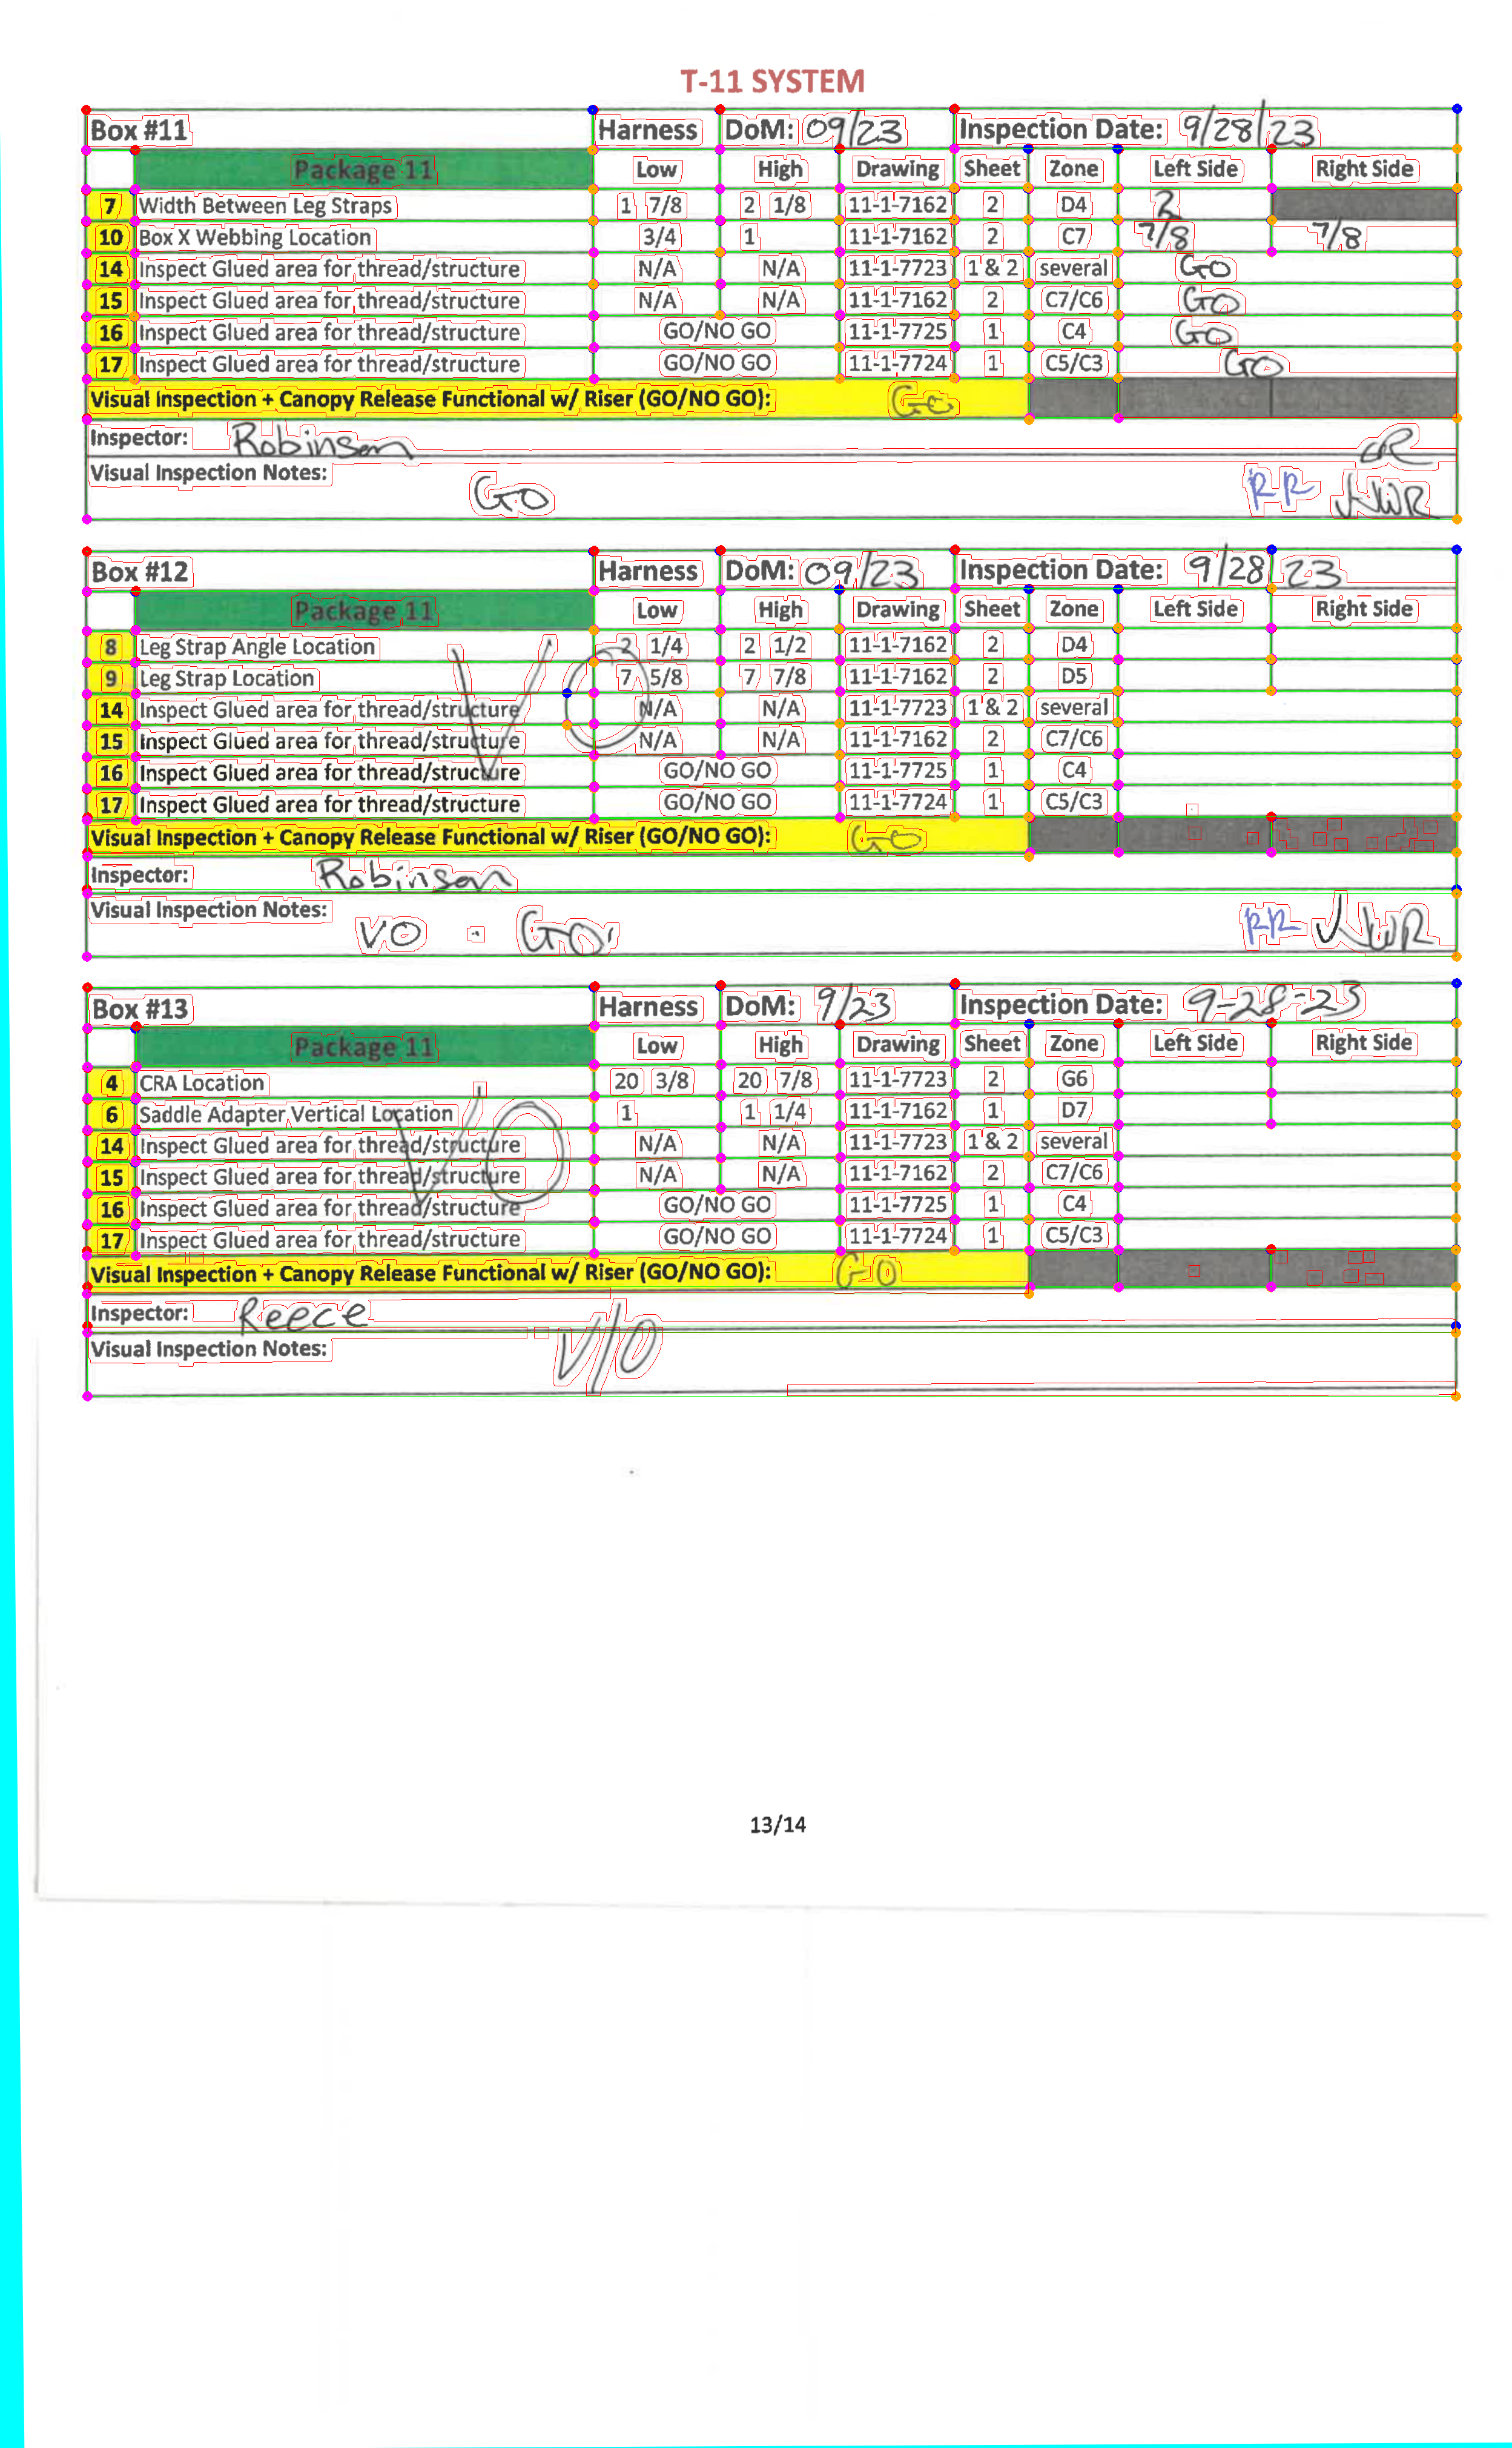 T-11 SYSTEM
Box #11 Harness DoM: 09/23 Inspection Date: 9/28/23
Package 11 Low High Drawing Sheet Zone Left Side Right Side
7 Width Between Leg Straps 1 7/8 2 1/8 11-1-7162 2 D4 2
10 Box X Webbing Location 3/4 1 11-1-7162 2 C7 7/8 7/8
14 Inspect Glued area for thread/structure N/A N/A 11-1-7723 1 & 2 several GO
15 Inspect Glued area for thread/structure N/A N/A 11-1-7162 2 C7/C6 GO
16 Inspect Glued area for thread/structure GO/NO GO 11-1-7725 1 C4 GO
17 Inspect Glued area for thread/structure GO/NO GO 11-1-7724 1 C5/C3 GO
Visual Inspection + Canopy Release Functional w/ Riser (GO/NO GO): Go
Inspector: Robinson
Visual Inspection Notes:
GO RR JWR
Box #12 Harness DoM: 09/23 Inspection Date: 9/28/23
Package 11 Low High Drawing Sheet Zone Left Side Right Side
8 Leg Strap Angle Location 2 1/4 2 1/2 11-1-7162 2 D4
9 Leg Strap Location 7 5/8 7 7/8 11-1-7162 2 D5
VO
14 Inspect Glued area for thread/structure N/A N/A 11-1-7723 1 & 2 several
15 Inspect Glued area for thread/structure N/A N/A 11-1-7162 2 C7/C6
16 Inspect Glued area for thread/structure GO/NO GO 11-1-7725 1 C4
17 Inspect Glued area for thread/structure GO/NO GO 11-1-7724 1 C5/C3
Visual Inspection + Canopy Release Functional w/ Riser (GO/NO GO): GO
Inspector: Robinson
Visual Inspection Notes:
VO - GO. RR JWR
Box #13 Harness DoM: 9/23 Inspection Date: 9-28-23
Package 11 Low High Drawing Sheet Zone Left Side Right Side
4 CRA Location 20 3/8 20 7/8 11-1-7723 2 G6
6 Saddle Adapter Vertical Location 1 1 1/4 11-1-7162 1 D7
VO
14 Inspect Glued area for thread/structure N/A N/A 11-1-7723 1 & 2 several
15 Inspect Glued area for thread/structure N/A N/A 11-1-7162 2 C7/C6
16 Inspect Glued area for thread/structure GO/NO GO 11-1-7725 1 C4
17 Inspect Glued area for thread/structure GO/NO GO 11-1-7724 1 C5/C3
Visual Inspection + Canopy Release Functional w/ Riser (GO/NO GO): GO
Inspector: Reece
Visual Inspection Notes: V/O
13/14